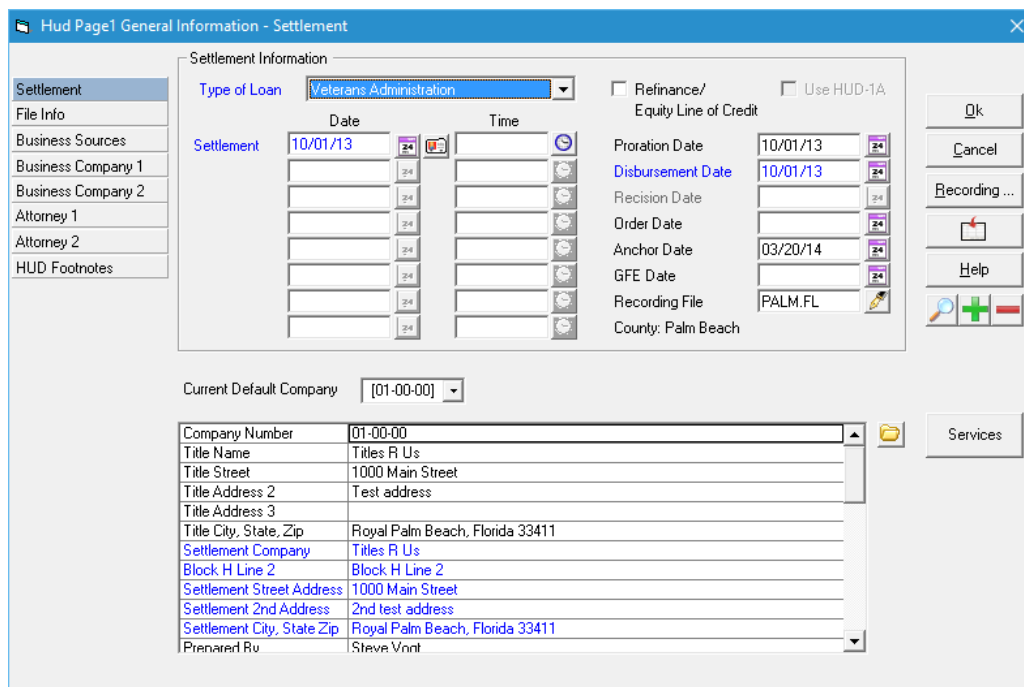 Hud Page1 General Information - Settlement
Settlement
File Info
Business Sources
Business Company 1
Business Company 2
Attorney 1
Attorney 2
HUD Footnotes
Settlement Information
Type of Loan Veterans Administration
Refinance/
Equity Line of Credit
Use HUD-1A
Date Time
Settlement 10/01/13
Proration Date 10/01/13
Disbursement Date 10/01/13
Recision Date
Order Date
Anchor Date 03/20/14
GFE Date
Recording File PALM.FL
County: Palm Beach
Ok
Cancel
Recording ...
Help
Current Default Company [01-00-00]
Company Number 01-00-00
Title Name Titles R Us
Title Street 1000 Main Street
Title Address 2 Test address
Title Address 3
Title City, State, Zip Royal Palm Beach, Florida 33411
Settlement Company Titles R Us
Block H Line 2 Block H Line 2
Settlement Street Address 1000 Main Street
Settlement 2nd Address 2nd test address
Settlement City, State Zip Royal Palm Beach, Florida 33411
Prepared By Steve Vogt
Services